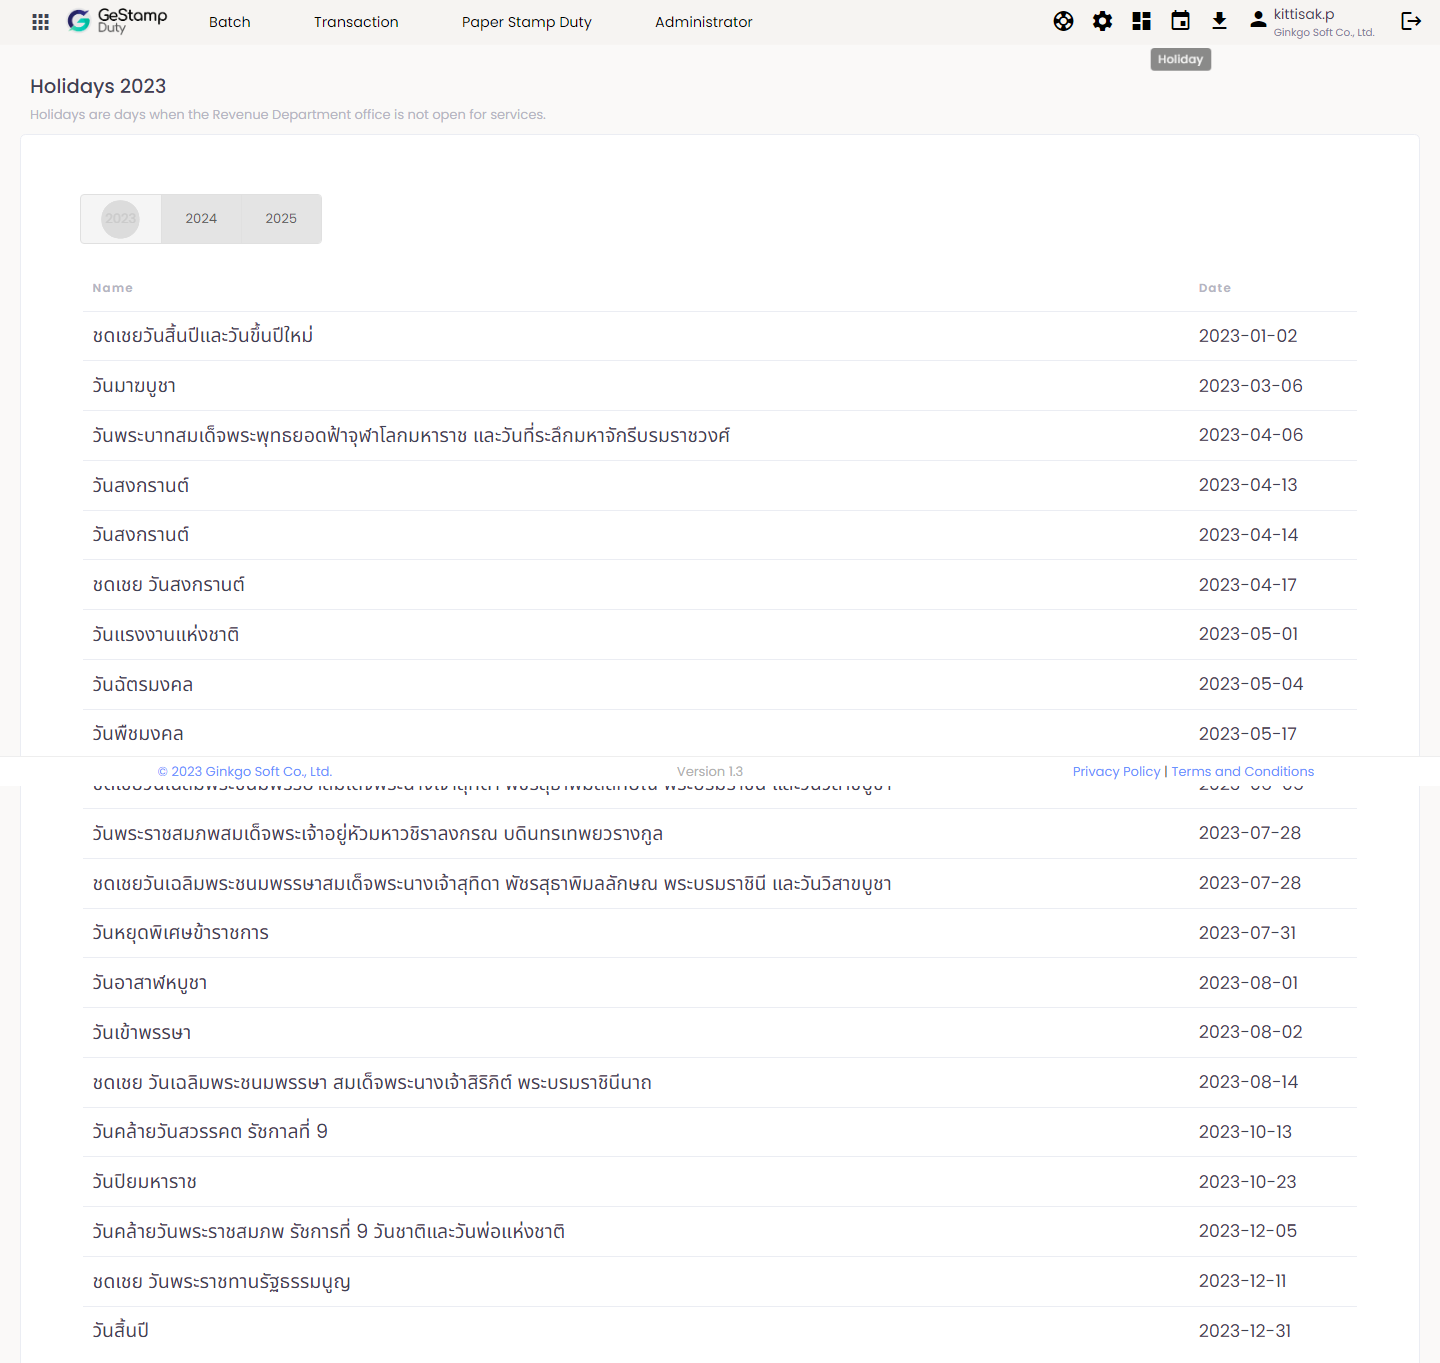 GeStamp
Duty
Batch
Transaction
Paper Stamp Duty
Administrator
kittisak.p
Ginkgo Soft Co., Ltd.
Holiday
Holidays 2023
Holidays are days when the Revenue Department office is not open for services.
2023 2024 2025
Name Date
ชดเชยวันสิ้นปีและวันขึ้นปีใหม่ 2023-01-02
วันมาฆบูชา 2023-03-06
วันพระบาทสมเด็จพระพุทธยอดฟ้าจุฬาโลกมหาราช และวันที่ระลึกมหาจักรีบรมราชวงศ์ 2023-04-06
วันสงกรานต์ 2023-04-13
วันสงกรานต์ 2023-04-14
ชดเชย วันสงกรานต์ 2023-04-17
วันแรงงานแห่งชาติ 2023-05-01
วันฉัตรมงคล 2023-05-04
วันพืชมงคล 2023-05-17
© 2023 Ginkgo Soft Co., Ltd. Version 1.3 Privacy Policy | Terms and Conditions
วันพระราชสมภพสมเด็จพระเจ้าอยู่หัวมหาวชิราลงกรณ บดินทรเทพยวรางกูล 2023-07-28
ชดเชยวันเฉลิมพระชนมพรรษาสมเด็จพระนางเจ้าสุทิดา พัชรสุธาพิมลลักษณ พระบรมราชินี และวันวิสาขบูชา 2023-07-28
วันหยุดพิเศษข้าราชการ 2023-07-31
วันอาสาฬหบูชา 2023-08-01
วันเข้าพรรษา 2023-08-02
ชดเชย วันเฉลิมพระชนมพรรษา สมเด็จพระนางเจ้าสิริกิต์ พระบรมราชินีนาถ 2023-08-14
วันคล้ายวันสวรรคต รัชกาลที่ 9 2023-10-13
วันปิยมหาราช 2023-10-23
วันคล้ายวันพระราชสมภพ รัชการที่ 9 วันชาติและวันพ่อแห่งชาติ 2023-12-05
ชดเชย วันพระราชทานรัฐธรรมนูญ 2023-12-11
วันสิ้นปี 2023-12-31